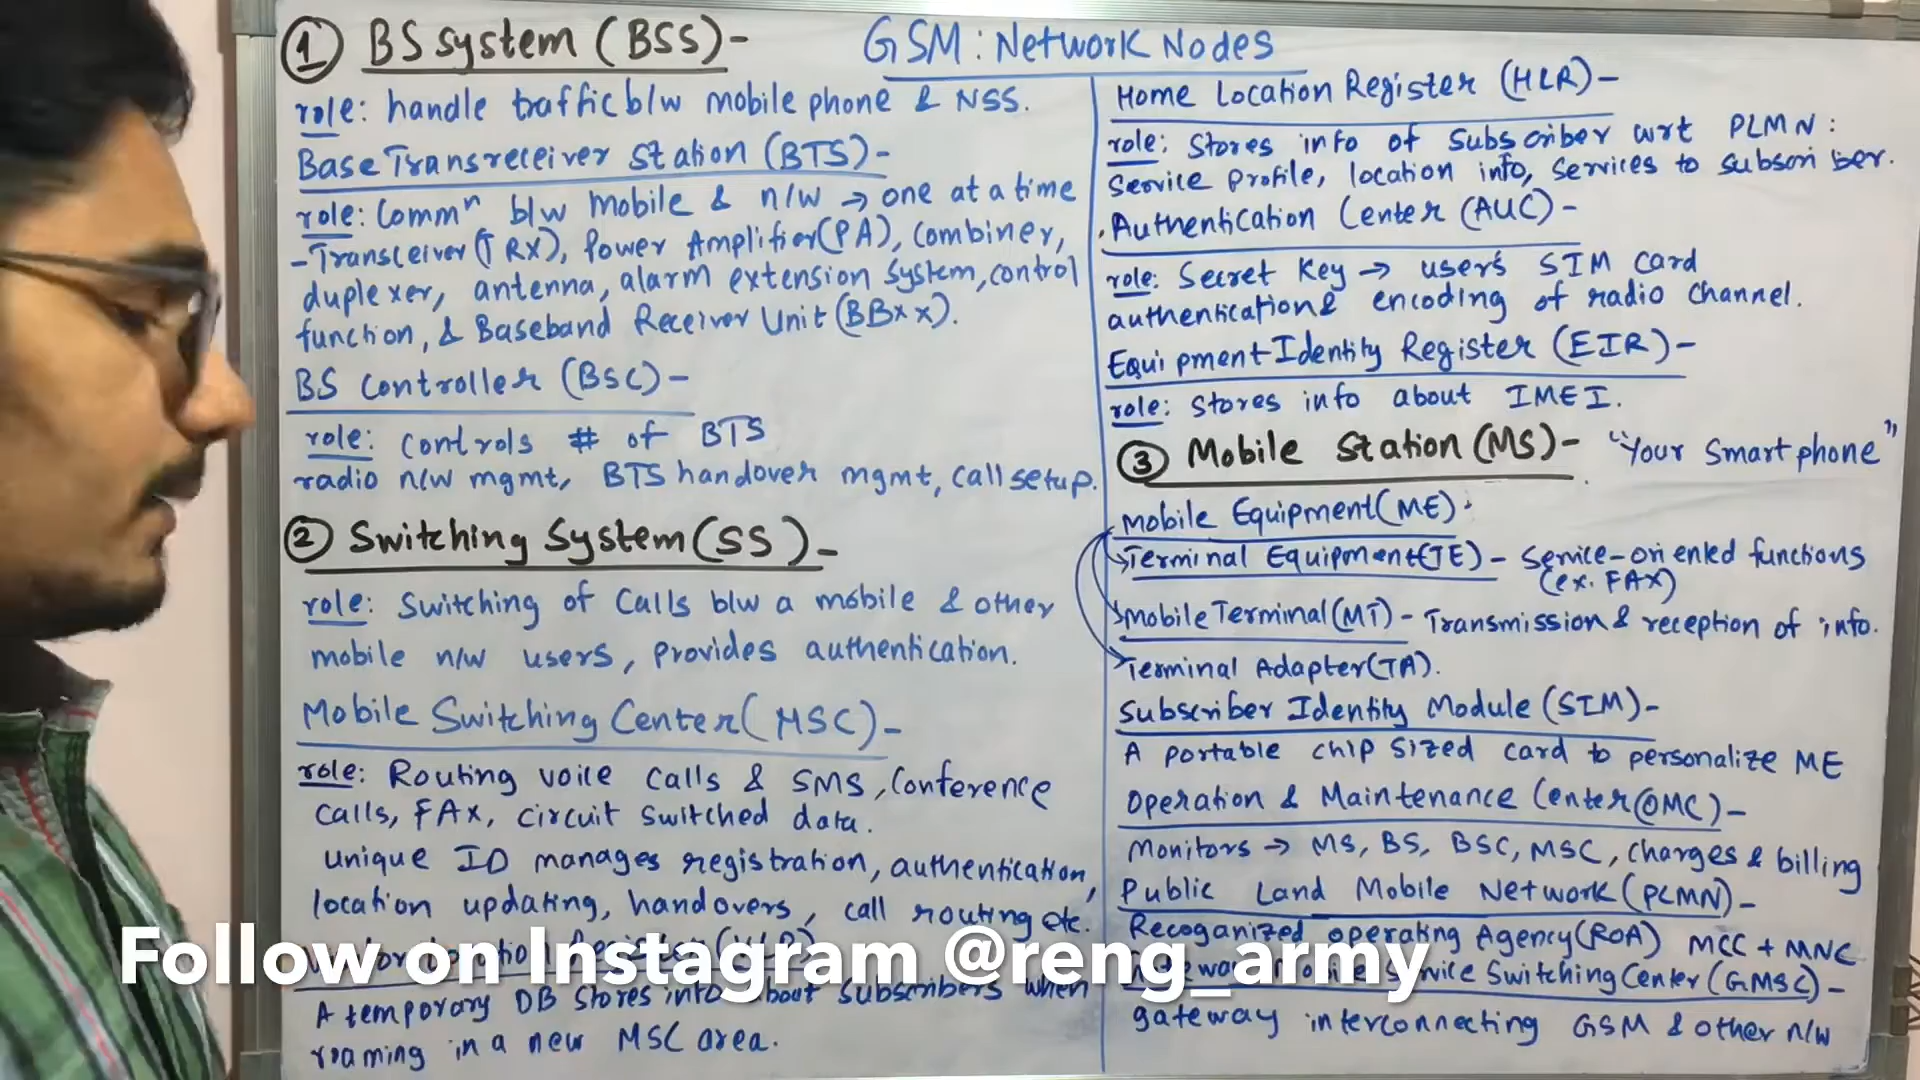 GSM: Network Nodes
① BS system (BSS)-
role: handle traffic b/w mobile phone & NSS.
Base Transreceiver Station (BTS)-
role: Commⁿ b/w Mobile & n/w → one at a time
- Transceiver (TRX), Power Amplifier (PA), Combiner,
duplexer, antenna, alarm extension system, control
function, & Baseband Receiver Unit (BBxx).
BS Controller (BSC)-
role: controls # of BTS
radio n/w mgmt, BTS handover mgmt, call setup.
② Switching System (SS)-
role: Switching of Calls b/w a mobile & other
mobile n/w users, provides authentication.
Mobile Switching Center (MSC)-
role: Routing voice calls & SMS, Conference
calls, FAX, circuit switched data.
unique ID manages registration, authentication,
location updating, handovers, call routing etc.
A temporary DB stores info about subscribers when
roaming in a new MSC area.
Home Location Register (HLR)-
role: Stores info of Subscriber wrt PLMN:
Service Profile, location info, services to subscriber.
Authentication Center (AUC)-
role: Secret Key → user's SIM card
authentication & encoding of radio channel.
Equipment Identity Register (EIR)-
role: stores info about IMEI.
③ Mobile Station (MS)- "Your Smartphone"
Mobile Equipment (ME).
Terminal Equipment (TE) - Service-oriented functions
(ex. FAX)
Mobile Terminal (MT) - Transmission & reception of info.
Terminal Adapter (TA).
Subscriber Identity Module (SIM)-
A portable chip sized card to personalize ME
Operation & Maintenance Center (OMC)-
Monitors → MS, BS, BSC, MSC, charges & billing
Public Land Mobile Network (PLMN)-
Recoganized operating Agency (ROA) MCC + MNC
Service Switching Center (GMSC)-
gateway interconnecting GSM & other n/w
Follow on Instagram @reng_army